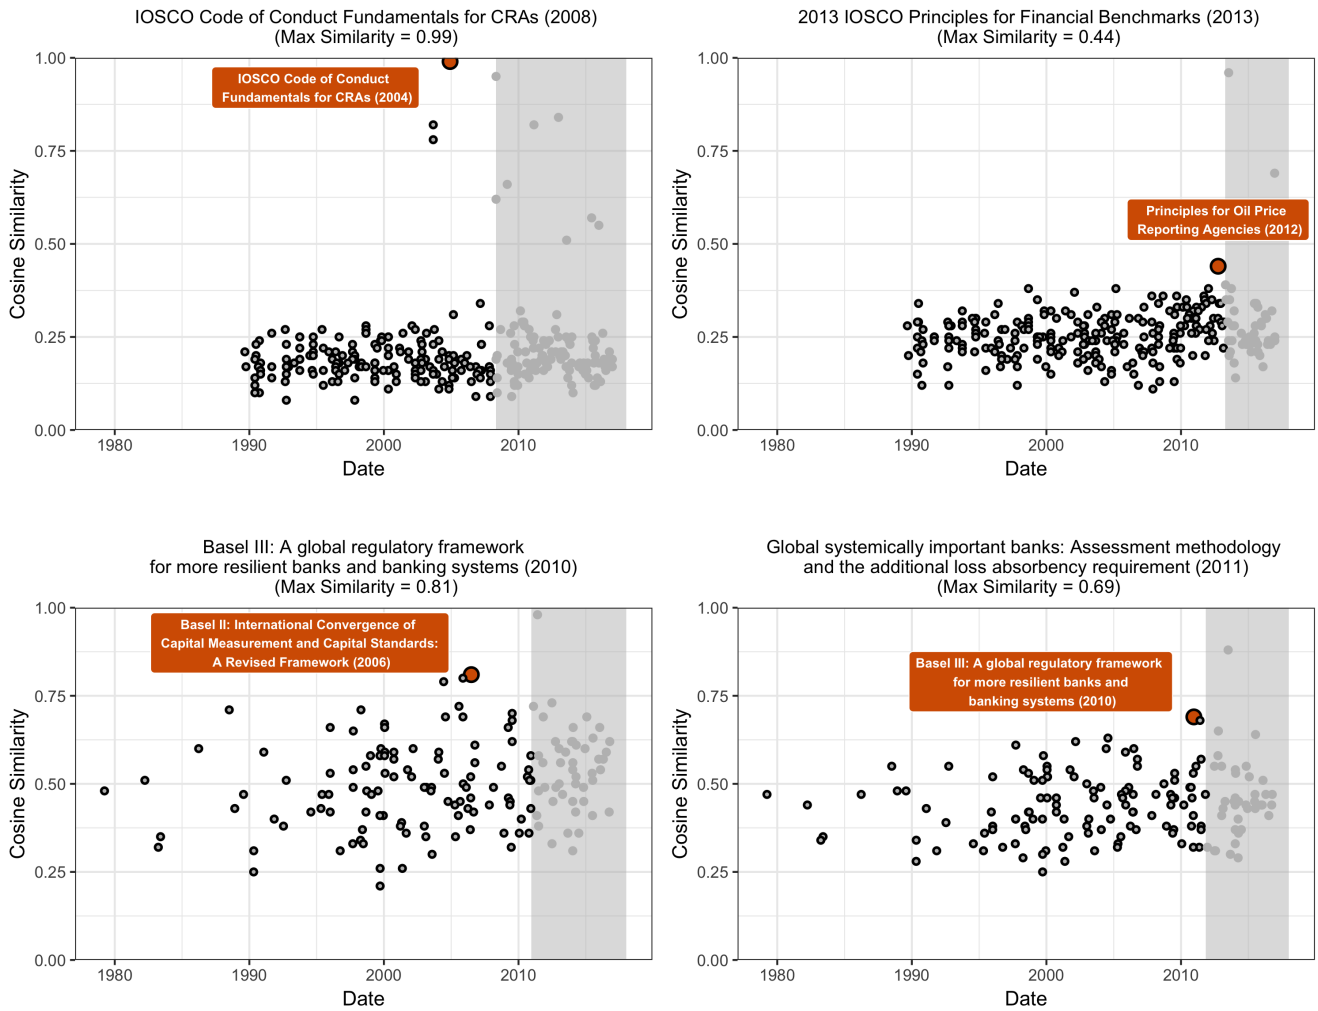 IOSCO Code of Conduct Fundamentals for CRAs (2008)
(Max Similarity = 0.99)
1.00
0.75
0.50
0.25
0.00
Cosine Similarity
IOSCO Code of Conduct
Fundamentals for CRAs (2004)
1980
1990
2000
2010
Date
2013 IOSCO Principles for Financial Benchmarks (2013)
(Max Similarity = 0.44)
1.00
0.75
0.50
0.25
0.00
Cosine Similarity
Principles for Oil Price
Reporting Agencies (2012)
1980
1990
2000
2010
Date
Basel III: A global regulatory framework
for more resilient banks and banking systems (2010)
(Max Similarity = 0.81)
1.00
0.75
0.50
0.25
0.00
Cosine Similarity
Basel II: International Convergence of
Capital Measurement and Capital Standards:
A Revised Framework (2006)
1980
1990
2000
2010
Date
Global systemically important banks: Assessment methodology
and the additional loss absorbency requirement (2011)
(Max Similarity = 0.69)
1.00
0.75
0.50
0.25
0.00
Cosine Similarity
Basel III: A global regulatory framework
for more resilient banks and
banking systems (2010)
1980
1990
2000
2010
Date